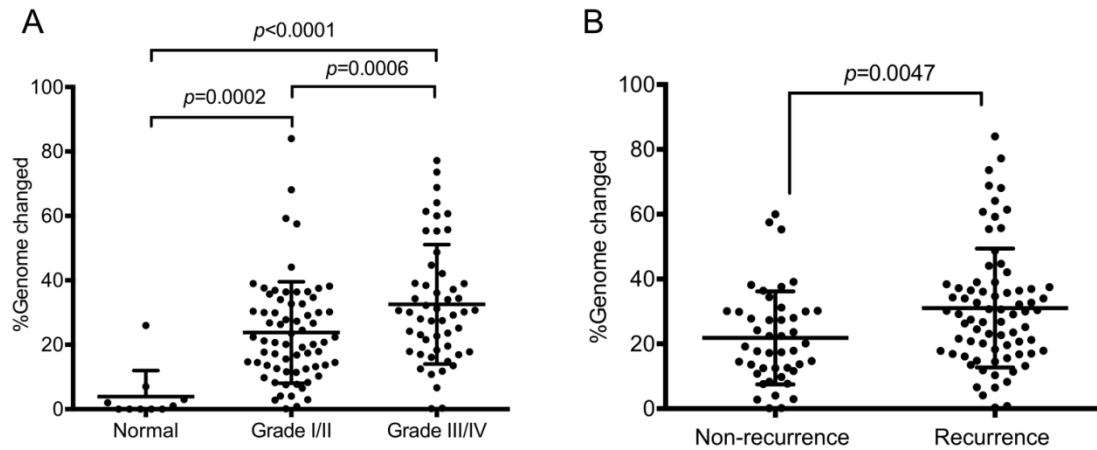 A
p<0.0001
p=0.0006
p=0.0002
100
80
60
40
20
0
%Genome changed
Normal
Grade I/II
Grade III/IV
B
p=0.0047
100
80
60
40
20
0
%Genome changed
Non-recurrence
Recurrence